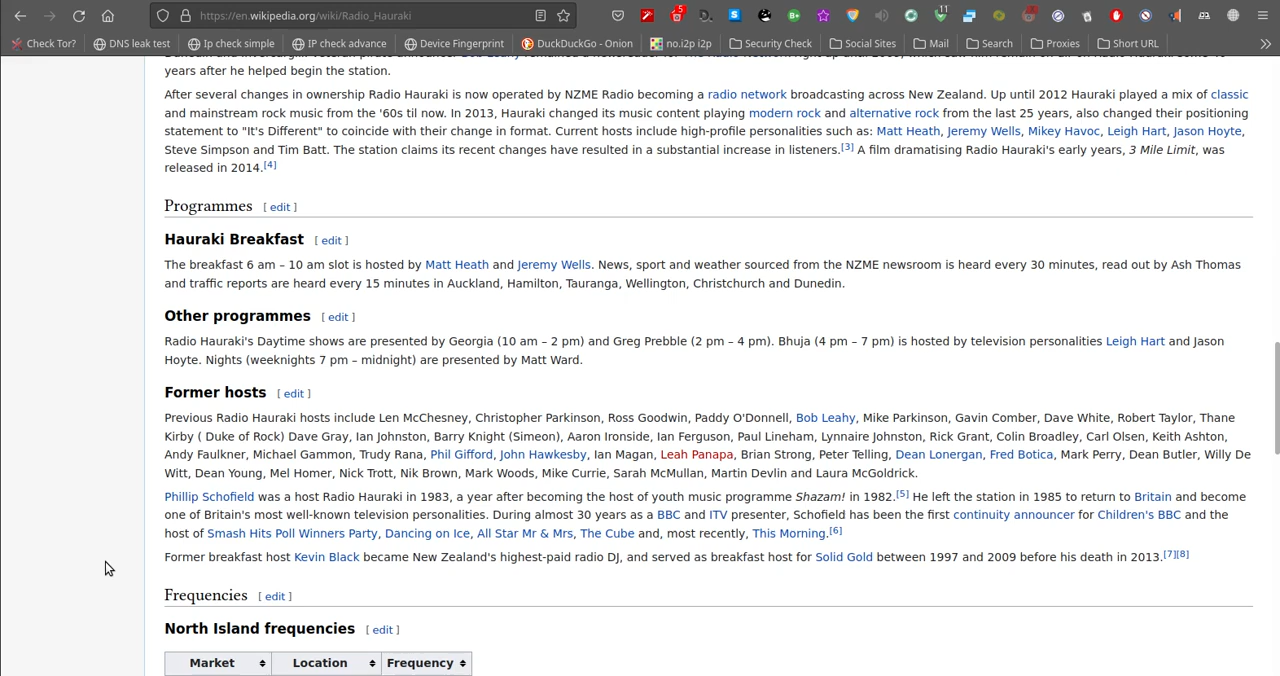 https://en.wikipedia.org/wiki/Radio_Hauraki
5
11
Check Tor?
DNS leak test
Ip check simple
IP check advance
Device Fingerprint
DuckDuckGo - Onion
no.i2p i2p
Security Check
Social Sites
Mail
Search
Proxies
Short URL
years after he helped begin the station.
After several changes in ownership Radio Hauraki is now operated by NZME Radio becoming a radio network broadcasting across New Zealand. Up until 2012 Hauraki played a mix of classic
and mainstream rock music from the '60s til now. In 2013, Hauraki changed its music content playing modern rock and alternative rock from the last 25 years, also changed their positioning
statement to "It's Different" to coincide with their change in format. Current hosts include high-profile personalities such as: Matt Heath, Jeremy Wells, Mikey Havoc, Leigh Hart, Jason Hoyte,
Steve Simpson and Tim Batt. The station claims its recent changes have resulted in a substantial increase in listeners.[3] A film dramatising Radio Hauraki's early years, 3 Mile Limit, was
released in 2014.[4]
Programmes [ edit ]
Hauraki Breakfast [ edit ]
The breakfast 6 am – 10 am slot is hosted by Matt Heath and Jeremy Wells. News, sport and weather sourced from the NZME newsroom is heard every 30 minutes, read out by Ash Thomas
and traffic reports are heard every 15 minutes in Auckland, Hamilton, Tauranga, Wellington, Christchurch and Dunedin.
Other programmes [ edit ]
Radio Hauraki's Daytime shows are presented by Georgia (10 am – 2 pm) and Greg Prebble (2 pm – 4 pm). Bhuja (4 pm – 7 pm) is hosted by television personalities Leigh Hart and Jason
Hoyte. Nights (weeknights 7 pm – midnight) are presented by Matt Ward.
Former hosts [ edit ]
Previous Radio Hauraki hosts include Len McChesney, Christopher Parkinson, Ross Goodwin, Paddy O'Donnell, Bob Leahy, Mike Parkinson, Gavin Comber, Dave White, Robert Taylor, Thane
Kirby ( Duke of Rock) Dave Gray, Ian Johnston, Barry Knight (Simeon), Aaron Ironside, Ian Ferguson, Paul Lineham, Lynnaire Johnston, Rick Grant, Colin Broadley, Carl Olsen, Keith Ashton,
Andy Faulkner, Michael Gammon, Trudy Rana, Phil Gifford, John Hawkesby, Ian Magan, Leah Panapa, Brian Strong, Peter Telling, Dean Lonergan, Fred Botica, Mark Perry, Dean Butler, Willy De
Witt, Dean Young, Mel Homer, Nick Trott, Nik Brown, Mark Woods, Mike Currie, Sarah McMullan, Martin Devlin and Laura McGoldrick.
Phillip Schofield was a host Radio Hauraki in 1983, a year after becoming the host of youth music programme Shazam! in 1982.[5] He left the station in 1985 to return to Britain and become
one of Britain's most well-known television personalities. During almost 30 years as a BBC and ITV presenter, Schofield has been the first continuity announcer for Children's BBC and the
host of Smash Hits Poll Winners Party, Dancing on Ice, All Star Mr & Mrs, The Cube and, most recently, This Morning.[6]
Former breakfast host Kevin Black became New Zealand's highest-paid radio DJ, and served as breakfast host for Solid Gold between 1997 and 2009 before his death in 2013.[7][8]
Frequencies [ edit ]
North Island frequencies [ edit ]
Market Location Frequency